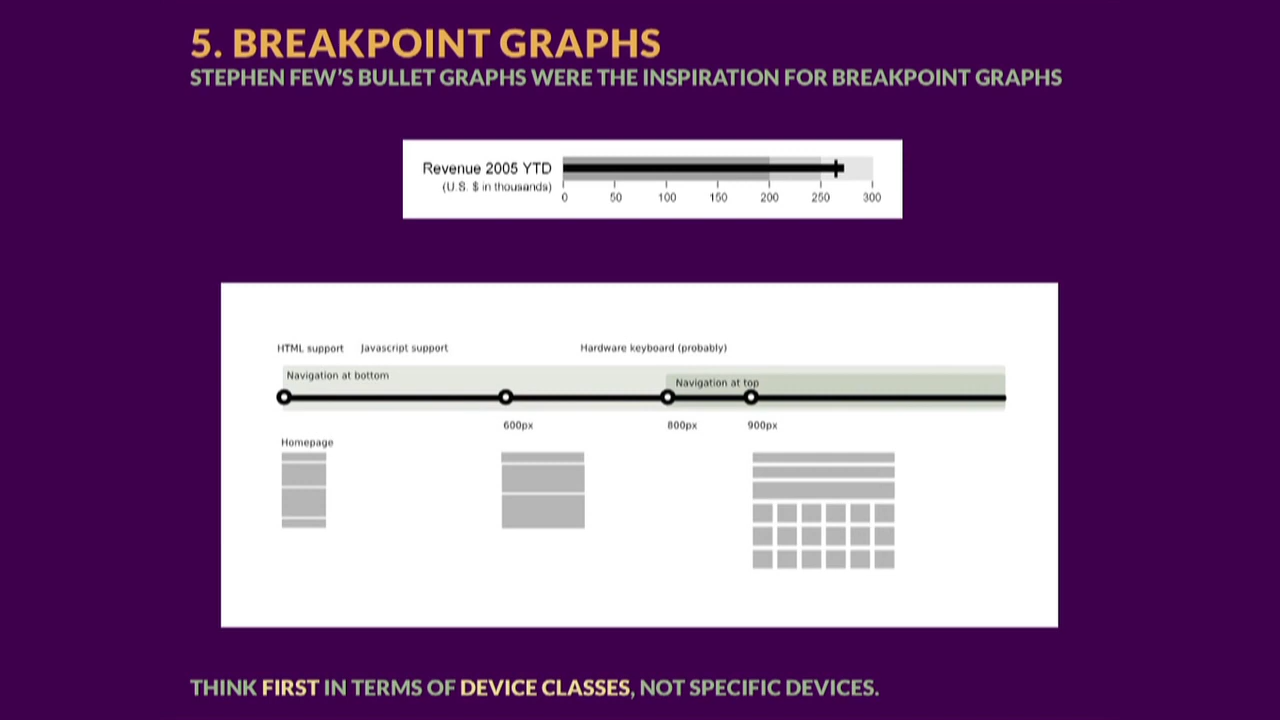 5. BREAKPOINT GRAPHS
STEPHEN FEW'S BULLET GRAPHS WERE THE INSPIRATION FOR BREAKPOINT GRAPHS
Revenue 2005 YTD
(U.S. $ in thousands)
0 50 100 150 200 250 300
HTML support Javascript support Hardware keyboard (probably)
Navigation at bottom
Navigation at top
600px 800px 900px
Homepage
THINK FIRST IN TERMS OF DEVICE CLASSES, NOT SPECIFIC DEVICES.